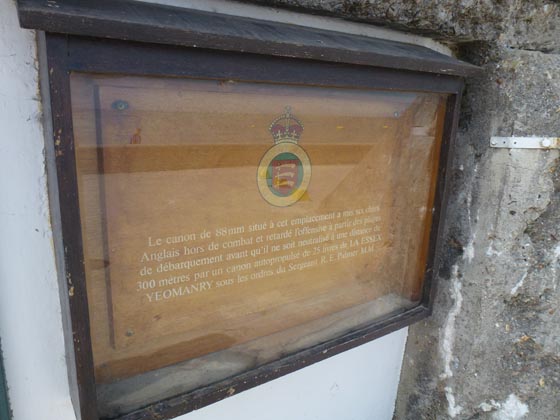 Le canon de 88mm situé à cet emplacement a mis six chars
Anglais hors de combat et retardé l'offensive à partir des plages
de débarquement avant qu'il ne soit neutralisé à une distance de
300 mètres par un canon autopropulsé de 25 livres de LA ESSEX
YEOMANRY sous les ordres du Sergeant R. E. Palmer M.M.